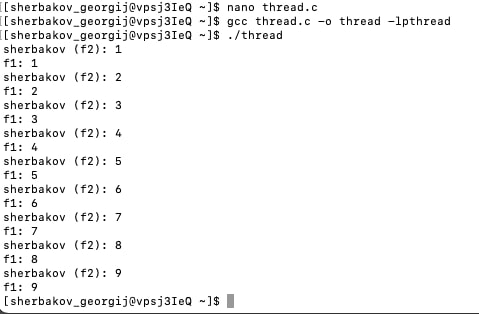 [sherbakov_georgij@vpsj3IeQ ~]$ nano thread.c
[sherbakov_georgij@vpsj3IeQ ~]$ gcc thread.c -o thread -lpthread
[sherbakov_georgij@vpsj3IeQ ~]$ ./thread
sherbakov (f2): 1
f1: 1
sherbakov (f2): 2
f1: 2
sherbakov (f2): 3
f1: 3
sherbakov (f2): 4
f1: 4
sherbakov (f2): 5
f1: 5
sherbakov (f2): 6
f1: 6
sherbakov (f2): 7
f1: 7
sherbakov (f2): 8
f1: 8
sherbakov (f2): 9
f1: 9
[sherbakov_georgij@vpsj3IeQ ~]$